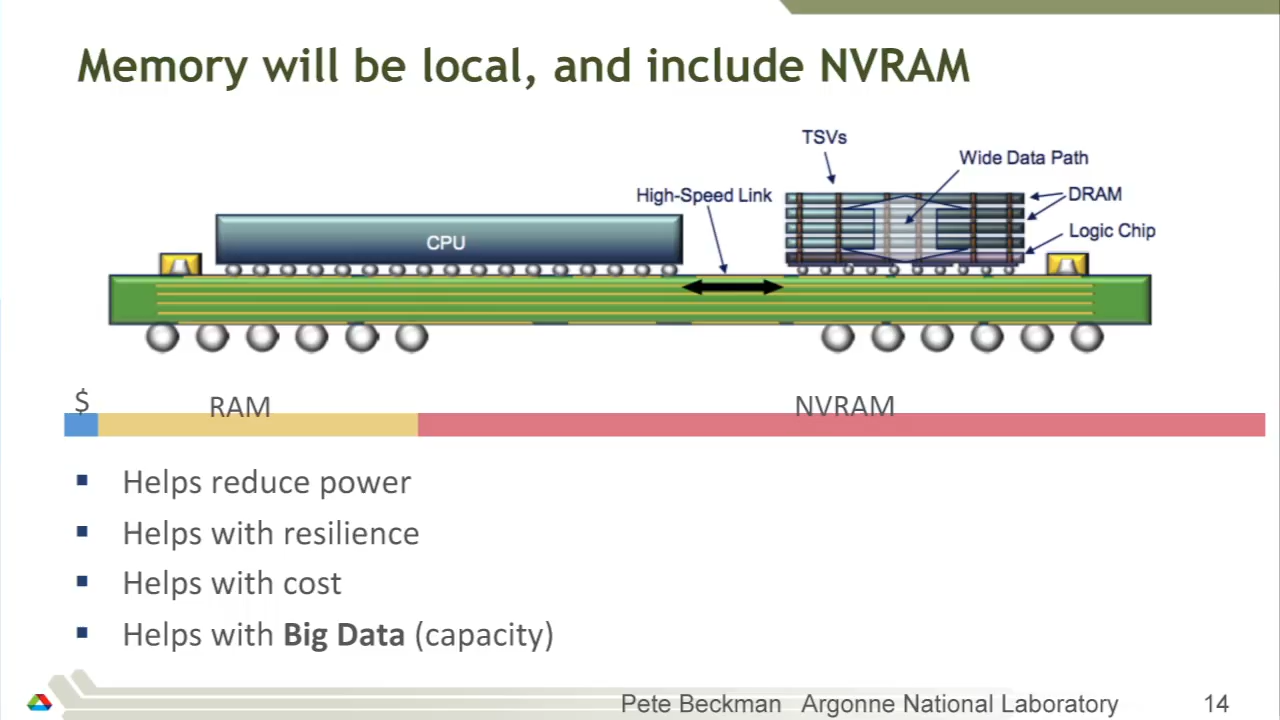 Memory will be local, and include NVRAM
TSVs
Wide Data Path
High-Speed Link
DRAM
Logic Chip
CPU
$
RAM
NVRAM
Helps reduce power
Helps with resilience
Helps with cost
Helps with Big Data (capacity)
Pete Beckman Argonne National Laboratory 14